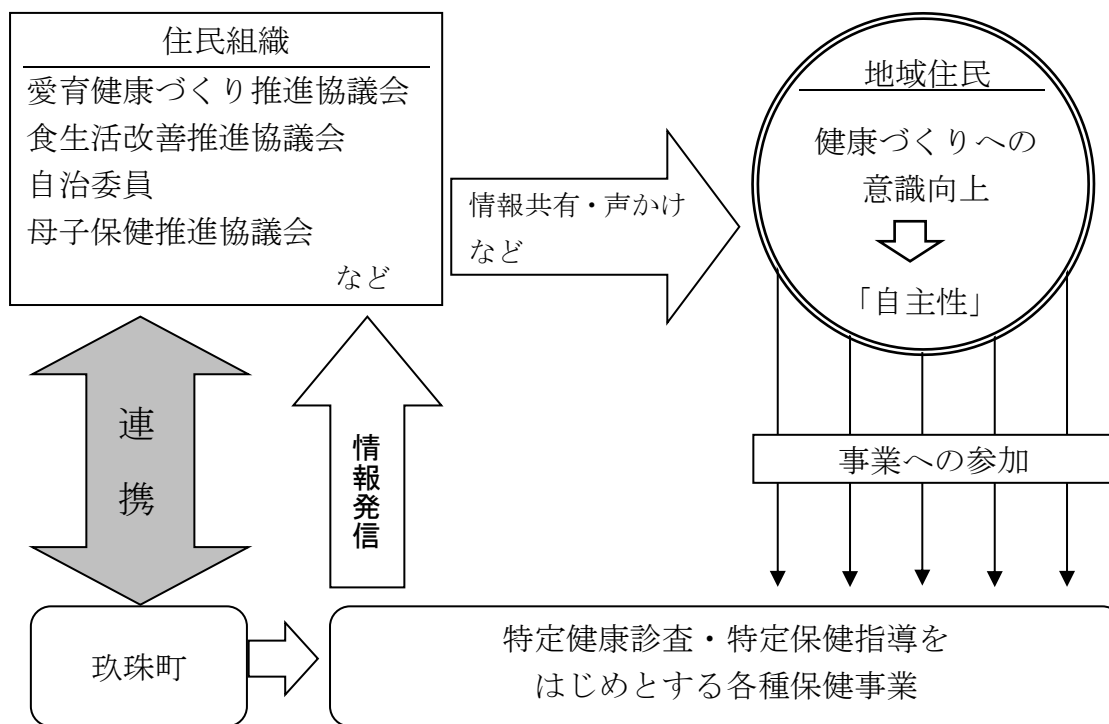 住民組織
愛育健康づくり推進協議会
食生活改善推進協議会
自治委員
母子保健推進協議会
など
情報共有・声かけ
など
地域住民
健康づくりへの
意識向上
「自主性」
連携
情報発信
事業への参加
玖珠町
特定健康診査・特定保健指導を
はじめとする各種保健事業